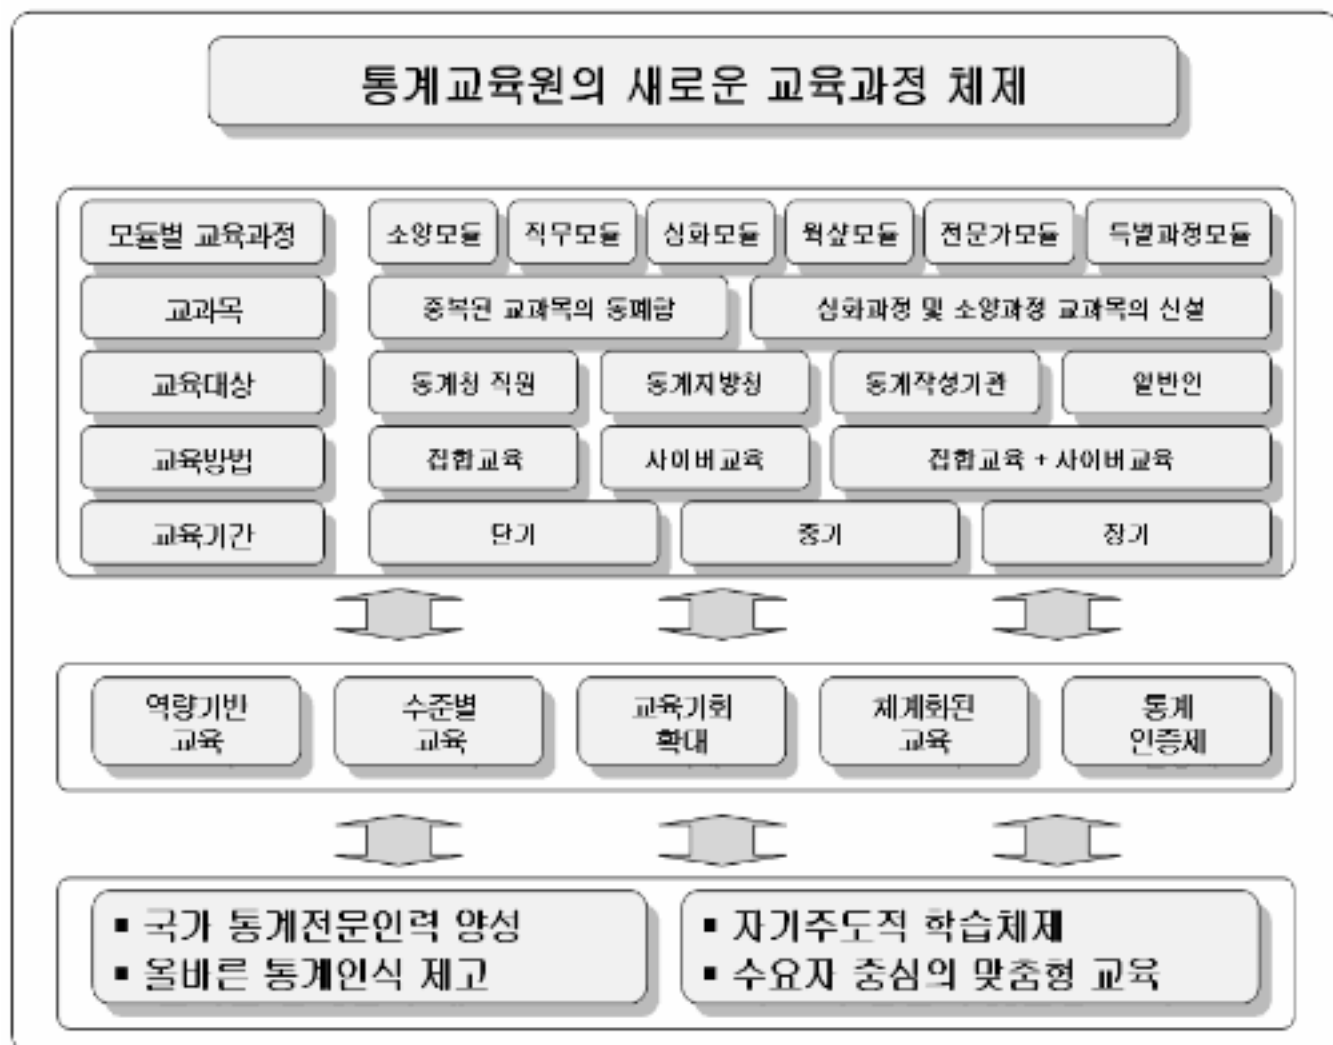 통계교육원의 새로운 교육과정 체제
모듈별 교육과정 소양모듈 직무모듈 심화모듈 웍샾모듈 전문가모듈 특별과정모듈
교과목 중복된 교과목의 통폐합 심화과정 및 소양과정 교과목의 신설
교육대상 통계청 직원 통계지방청 통계작성기관 일반인
교육방법 집합교육 사이버교육 집합교육 + 사이버교육
교육기간 단기 중기 장기
역량기반 수준별 교육기회 체계화된 통계
교육 교육 확대 교육 인증제
▪ 국가 통계전문인력 양성
▪ 올바른 통계인식 제고
▪ 자기주도적 학습체제
▪ 수요자 중심의 맞춤형 교육